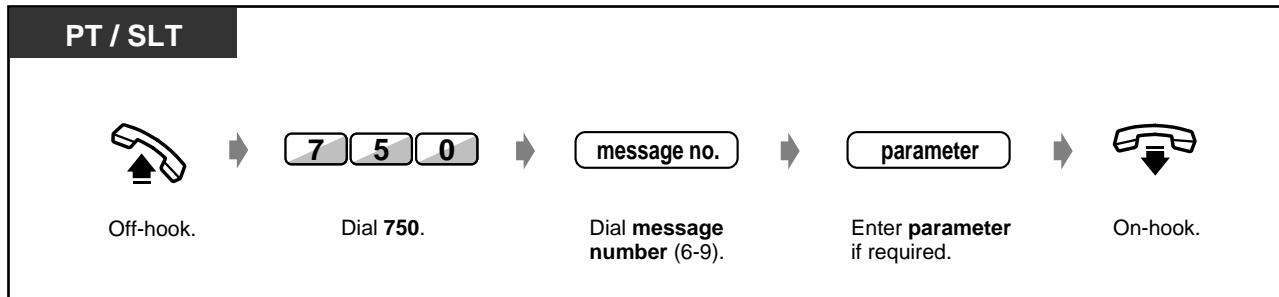 PT / SLT
7 5 0
message no.
parameter
Off-hook.
Dial 750.
Dial message
number (6-9).
Enter parameter
if required.
On-hook.